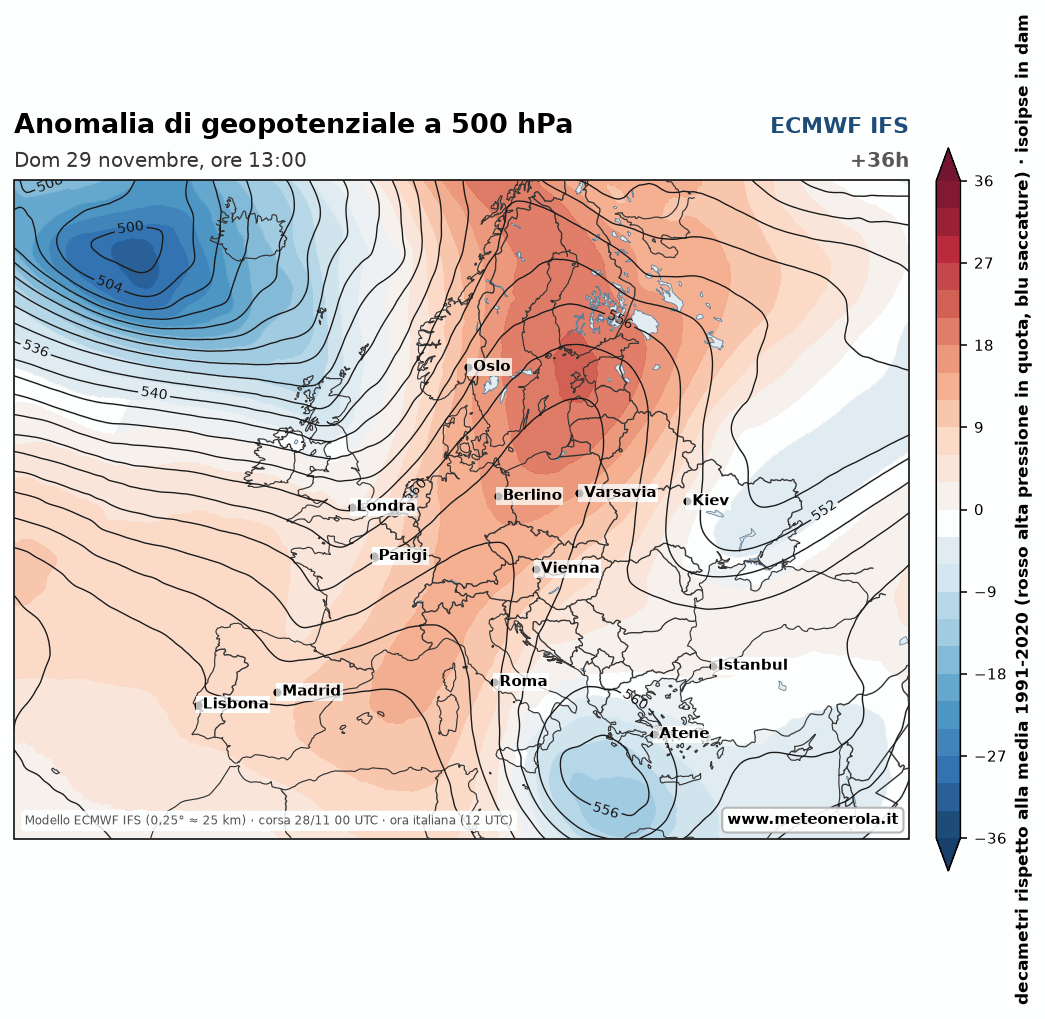 Anomalia di geopotenziale a 500 hPa
ECMWF IFS
Dom 29 novembre, ore 13:00
+36h
500
504
536
540
556
Oslo
560
Berlino
Varsavia
Kiev
552
Londra
Parigi
Vienna
Istanbul
Roma
Madrid
Lisbona
560
Atene
556
Modello ECMWF IFS (0,25° ≈ 25 km) · corsa 28/11 00 UTC · ora italiana (12 UTC)
www.meteonerola.it
36
27
18
9
0
−9
−18
−27
−36
decametri rispetto alla media 1991-2020 (rosso alta pressione in quota, blu saccature) · isoipse in dam